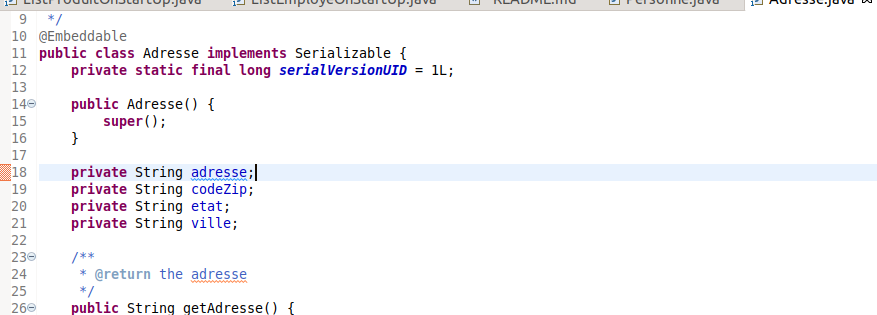 ListProduitOnStartUp.java ListEmployeOnStartUp.java README.md Personne.java Adresse.java
9 */
10 @Embeddable
11 public class Adresse implements Serializable {
12 private static final long serialVersionUID = 1L;
13
14 public Adresse() {
15 super();
16 }
17
18 private String adresse;
19 private String codeZip;
20 private String etat;
21 private String ville;
22
23 /**
24 * @return the adresse
25 */
26 public String getAdresse() {